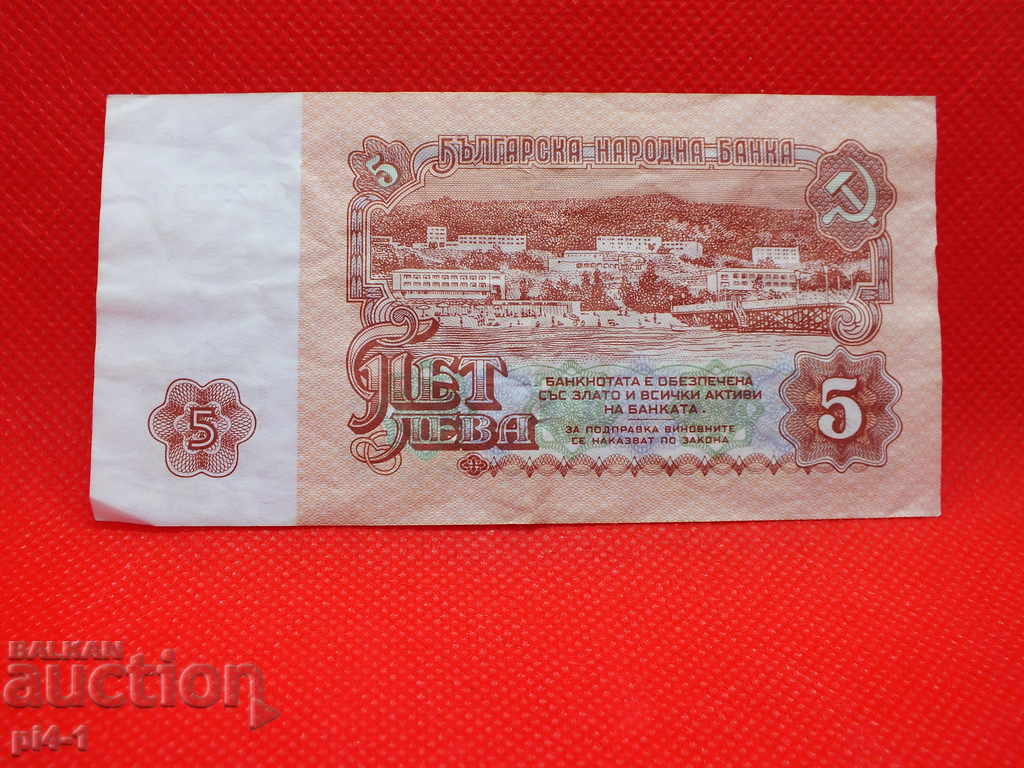 5
БЪЛГАРСКА НАРОДНА БАНКА
ПЕТ
ЛЕВА
БАНКНОТАТА Е ОБЕЗПЕЧЕНА
СЪС ЗЛАТО И ВСИЧКИ АКТИВИ
НА БАНКАТА.
ЗА ПОДПРАВКА ВИНОВНИТЕ
СЕ НАКАЗВАТ ПО ЗАКОНА
5
5
BALKAN
auction
pl4-1